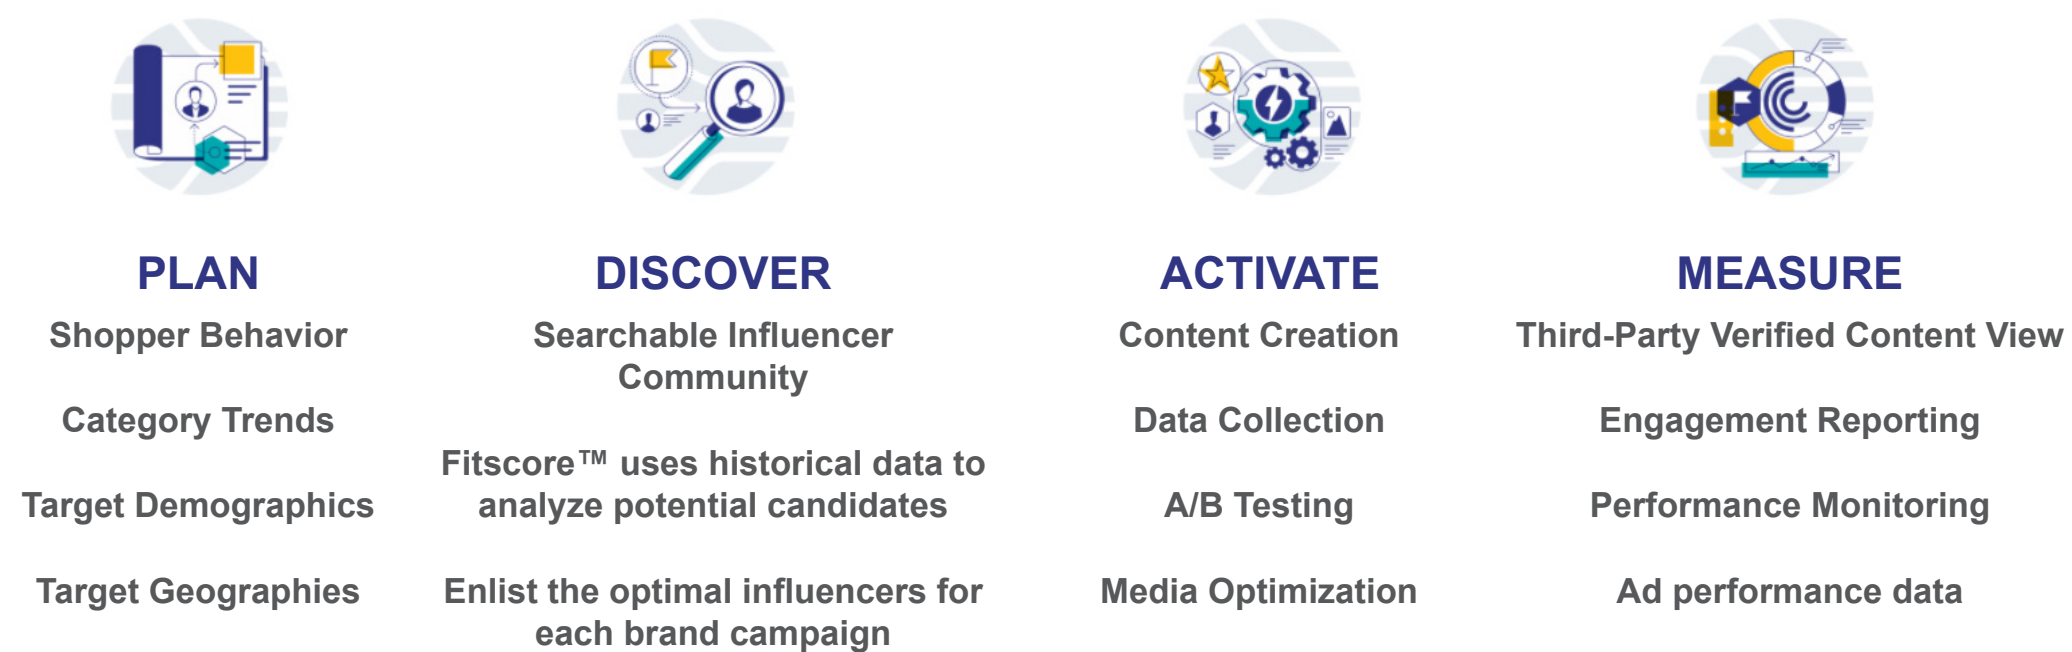 PLAN
Shopper Behavior
Category Trends
Target Demographics
Target Geographies
DISCOVER
Searchable Influencer
Community
Fitscore™ uses historical data to
analyze potential candidates
Enlist the optimal influencers for
each brand campaign
ACTIVATE
Content Creation
Data Collection
A/B Testing
Media Optimization
MEASURE
Third-Party Verified Content View
Engagement Reporting
Performance Monitoring
Ad performance data